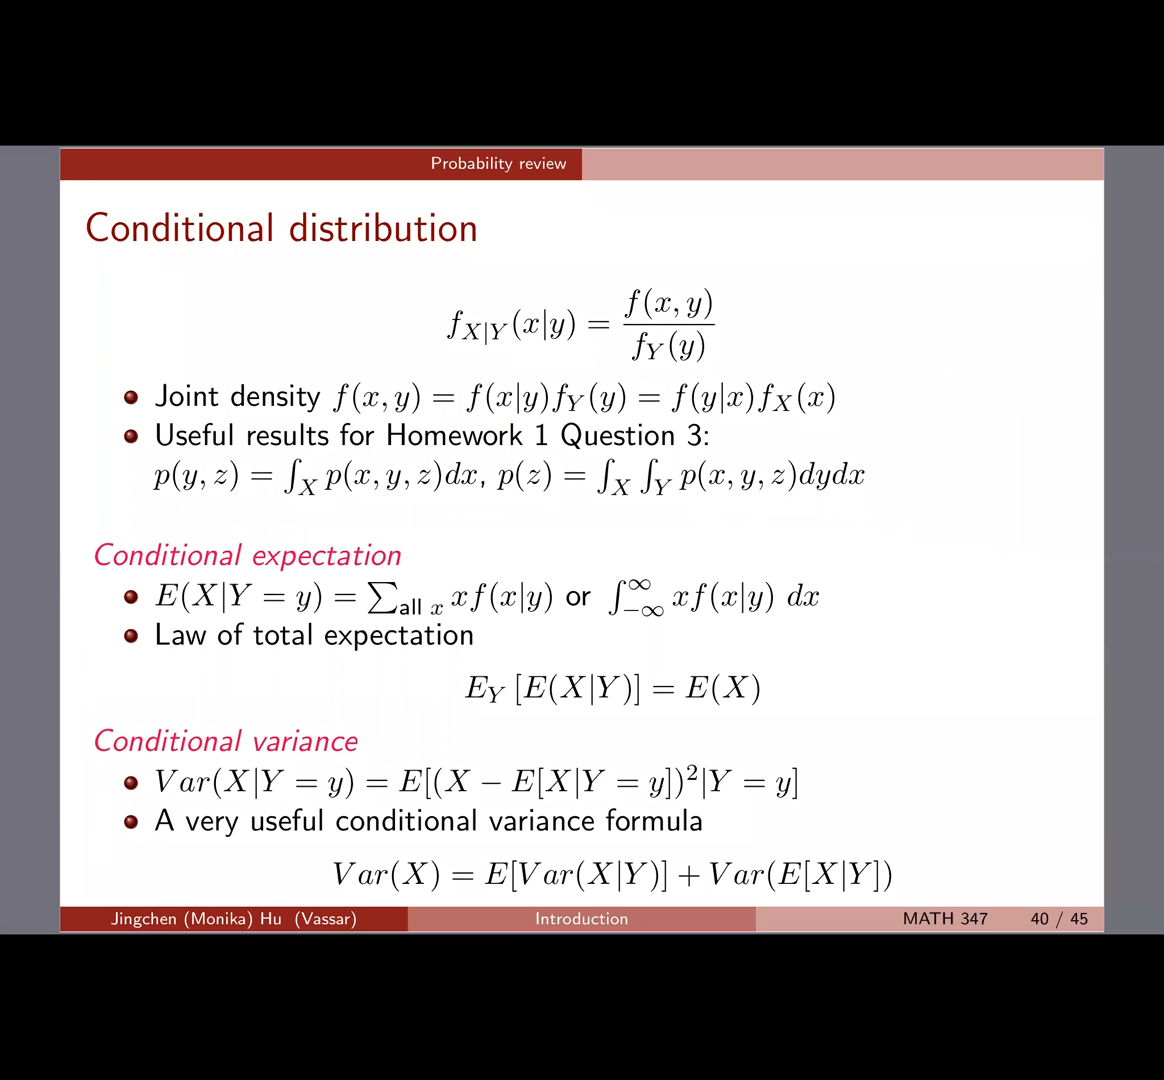 Probability review
Conditional distribution
f_{X|Y}(x|y) = \frac{f(x, y)}{f_Y(y)}
Joint density f(x, y) = f(x|y)f_Y(y) = f(y|x)f_X(x)
Useful results for Homework 1 Question 3:
p(y, z) = ∫_X p(x, y, z)dx, p(z) = ∫_X ∫_Y p(x, y, z)dydx
Conditional expectation
E(X|Y = y) = ∑_{all x} xf(x|y) or ∫_{-∞}^{∞} xf(x|y) dx
Law of total expectation
E_Y [E(X|Y)] = E(X)
Conditional variance
Var(X|Y = y) = E[(X − E[X|Y = y])^2|Y = y]
A very useful conditional variance formula
Var(X) = E[Var(X|Y)] + Var(E[X|Y])
Jingchen (Monika) Hu (Vassar) Introduction MATH 347 40 / 45